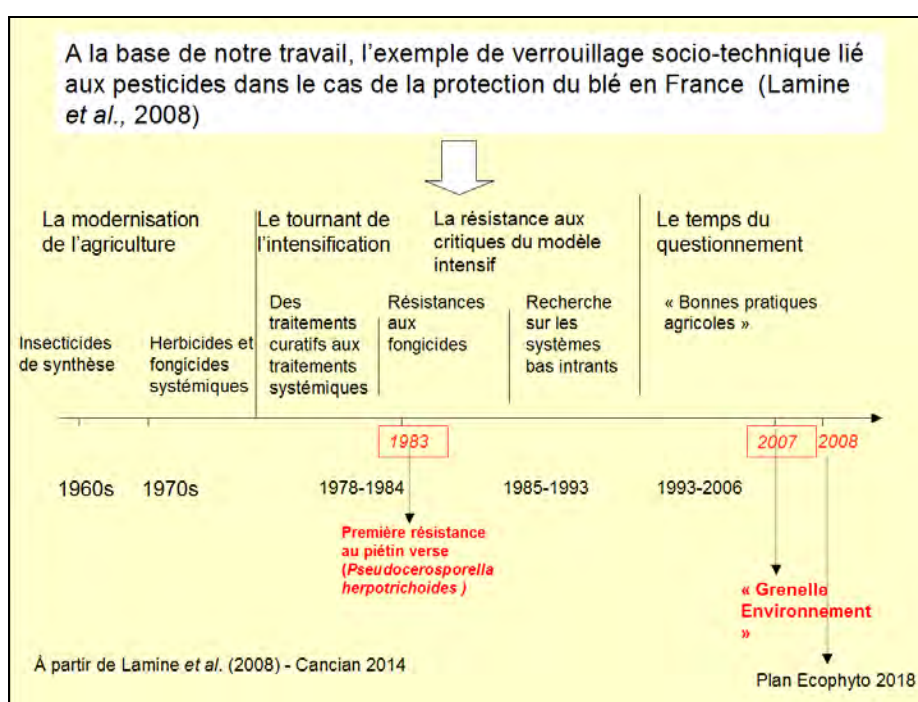 A la base de notre travail, l'exemple de verrouillage socio-technique lié
aux pesticides dans le cas de la protection du blé en France (Lamine
et al., 2008)
La modernisation
de l'agriculture
Le tournant de
l'intensification
La résistance aux
critiques du modèle
intensif
Le temps du
questionnement
Insecticides
de synthèse
Herbicides et
fongicides
systémiques
Des
traitements
curatifs aux
traitements
systémiques
Résistances
aux
fongicides
Recherche
sur les
systèmes
bas intrants
« Bonnes pratiques
agricoles »
1983
2007
2008
1960s
1970s
1978-1984
1985-1993
1993-2006
Première résistance
au piétin verse
(Pseudocerosporella
herpotrichoides )
« Grenelle
Environnement
»
Plan Ecophyto 2018
À partir de Lamine et al. (2008) - Cancian 2014